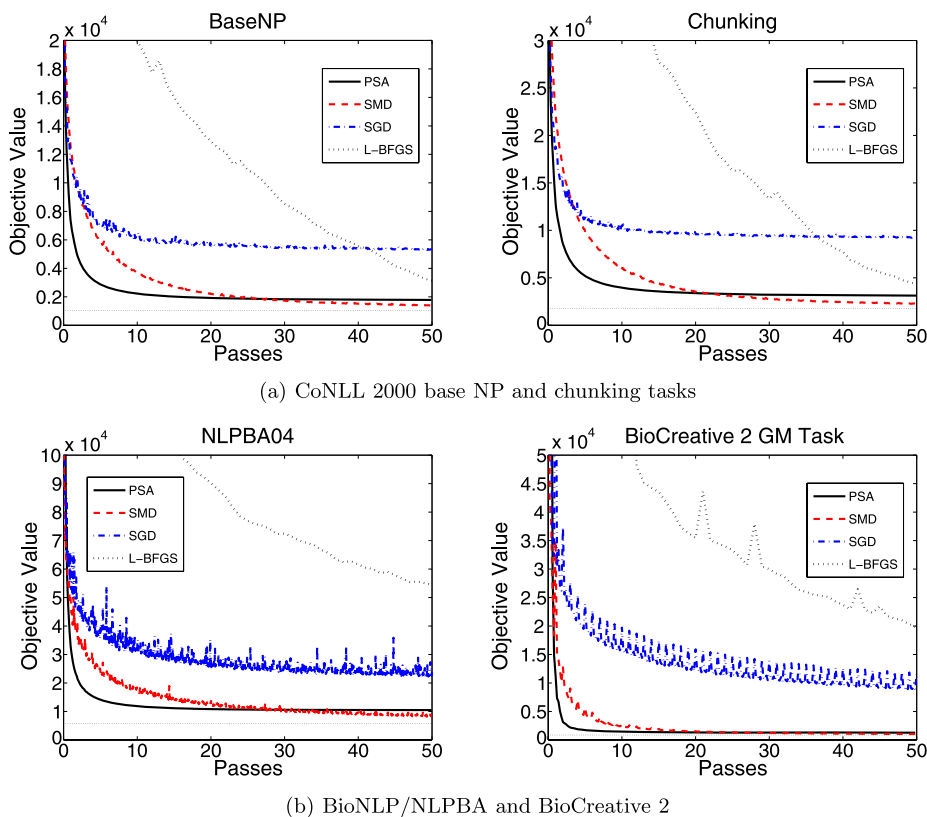 BaseNP
x 10^4
2
1.8
1.6
1.4
1.2
1
0.8
0.6
0.4
0.2
0
Objective Value
PSA
SMD
SGD
L-BFGS
0 10 20 30 40 50
Passes
Chunking
x 10^4
3
2.5
2
1.5
1
0.5
0
Objective Value
PSA
SMD
SGD
L-BFGS
0 10 20 30 40 50
Passes
(a) CoNLL 2000 base NP and chunking tasks
NLPBA04
x 10^4
10
9
8
7
6
5
4
3
2
1
0
Objective Value
PSA
SMD
SGD
L-BFGS
0 10 20 30 40 50
Passes
BioCreative 2 GM Task
x 10^4
5
4.5
4
3.5
3
2.5
2
1.5
1
0.5
0
Objective Value
PSA
SMD
SGD
L-BFGS
0 10 20 30 40 50
Passes
(b) BioNLP/NLPBA and BioCreative 2